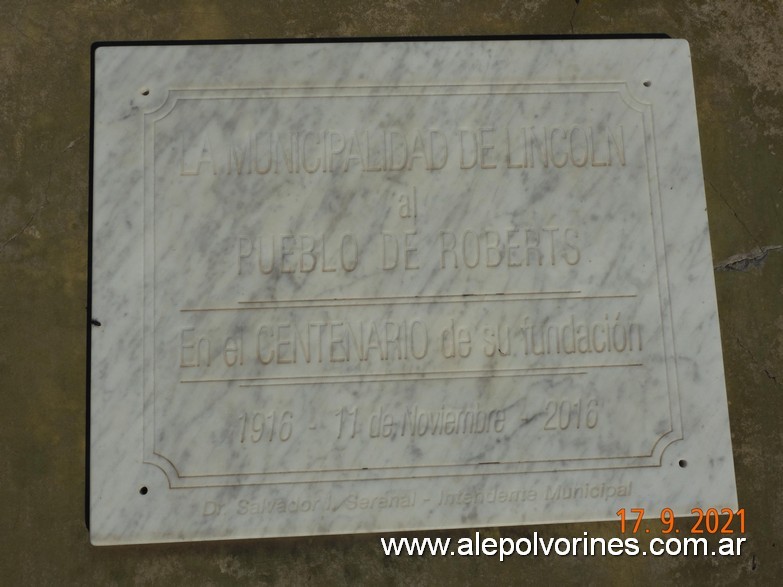 LA MUNICIPALIDAD DE LINCOLN
al
PUEBLO DE ROBERTS
En el CENTENARIO de su fundación
1916 - 11 de Noviembre - 2016
Dr. Salvador I. Serenal - Intendente Municipal
17. 9. 2021
www.alepolvorines.com.ar